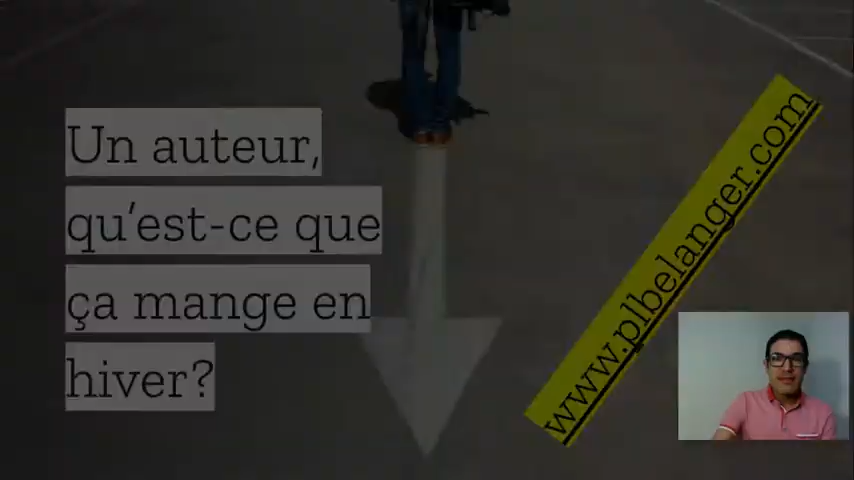 Un auteur,
qu’est-ce que
ça mange en
hiver?
www.plbelanger.com